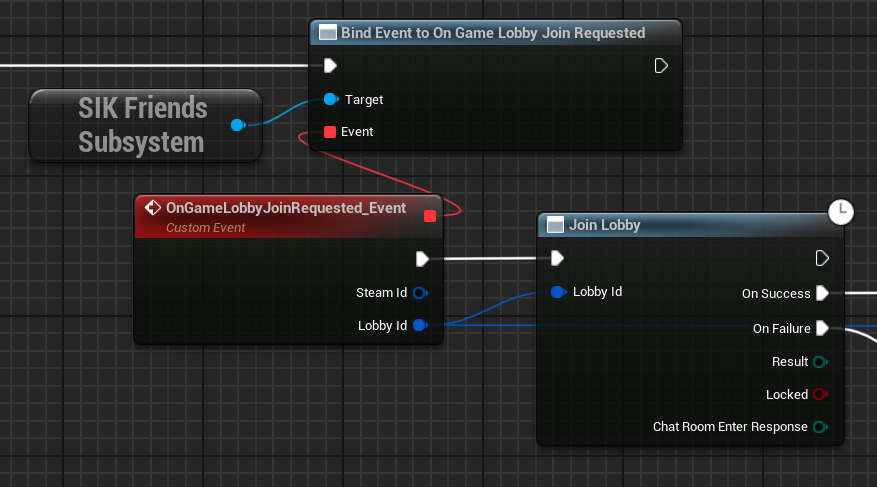 Bind Event to On Game Lobby Join Requested
SIK Friends
Subsystem
Target
Event
OnGameLobbyJoinRequested_Event
Custom Event
Steam Id
Lobby Id
Join Lobby
Lobby Id
On Success
On Failure
Result
Locked
Chat Room Enter Response